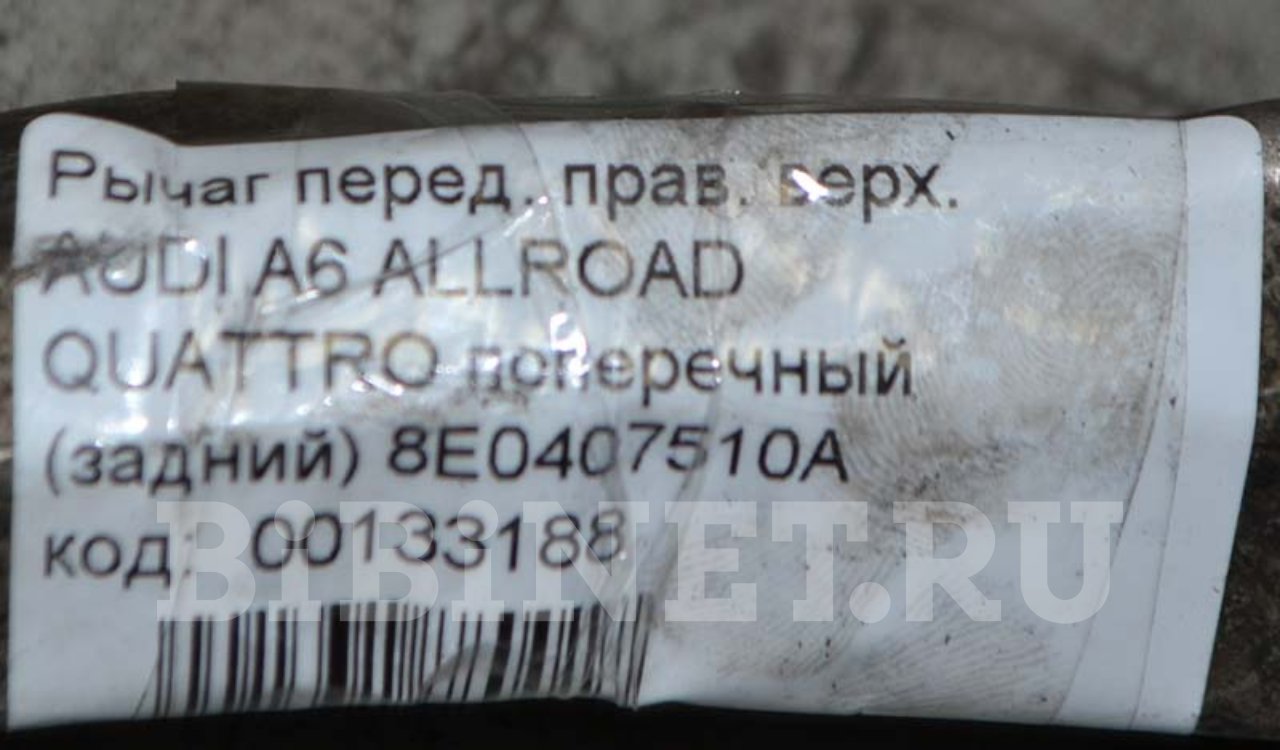 Рычаг перед. прав. верх.
AUDI A6 ALLROAD
QUATTRO поперечный
(задний) 8E0407510A
код: 00133188
BiBiNET.RU